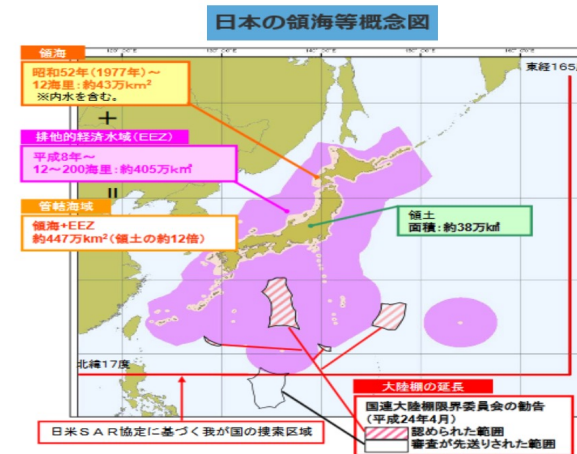 日本の領海等概念図
領海
昭和52年(1977年)～
12海里:約43万km²
※内水を含む。
＋
排他的経済水域(EEZ)
平成8年～
12～200海里:約405万k㎡
＝
管轄海域
領海+EEZ
約447万km²(領土の約12倍)
東経165
領土
面積:約38万k㎡
北緯17度
日米SAR協定に基づく我が国の捜索区域
大陸棚の延長
国連大陸棚限界委員会の勧告
(平成24年4月)
認められた範囲
審査が先送りされた範囲